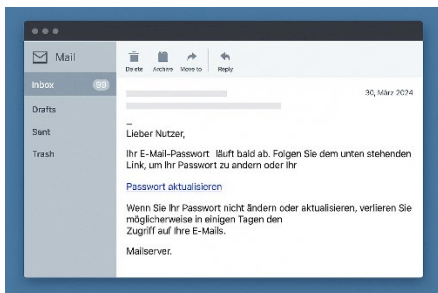 Mail
Delete Archive Move to Reply
Inbox 99
Drafts
Sent
Trash
30, März 2024
Lieber Nutzer,
Ihr E-Mail-Passwort läuft bald ab. Folgen Sie dem unten stehenden
Link, um Ihr Passwort zu andern oder Ihr
Passwort aktualisieren
Wenn Sie Ihr Passwort nicht ändern oder aktualisieren, verlieren Sie
möglicherweise in einigen Tagen den
Zugriff auf Ihre E-Mails.
Mailserver.